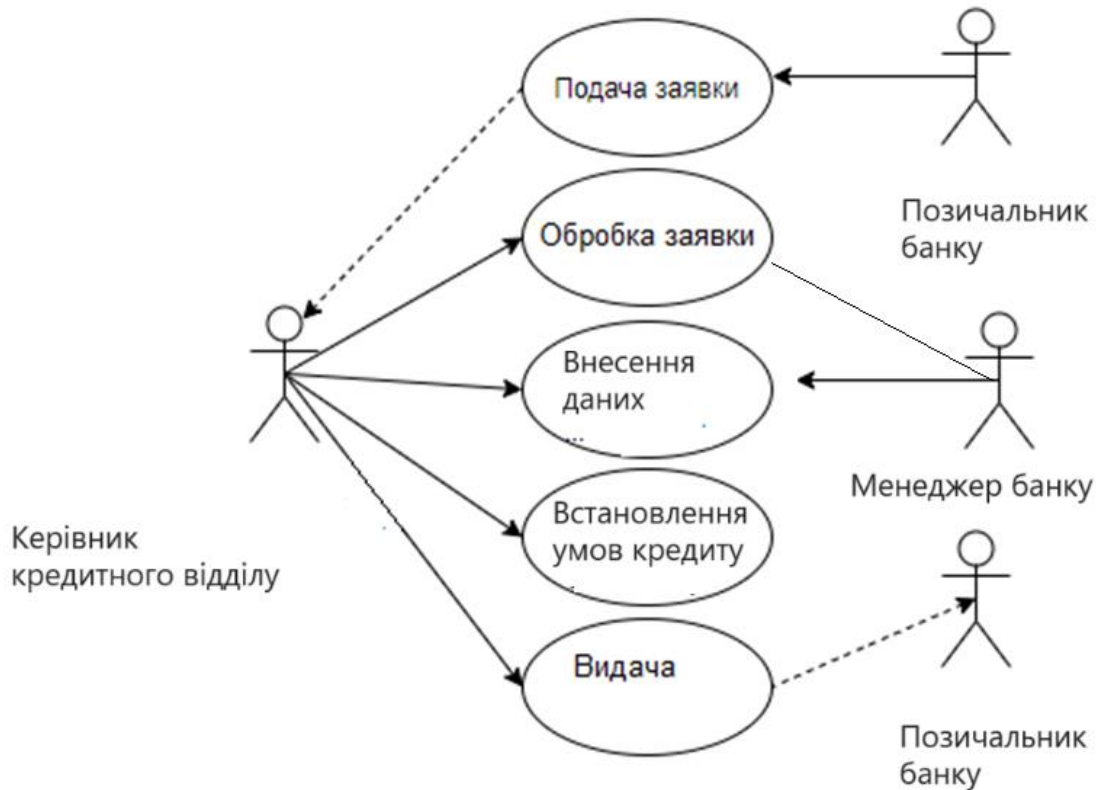 Подача заявки
Позичальник
банку
Обробка заявки
Внесення
даних
...
Менеджер банку
Керівник
кредитного відділу
Встановлення
умов кредиту
Видача
Позичальник
банку